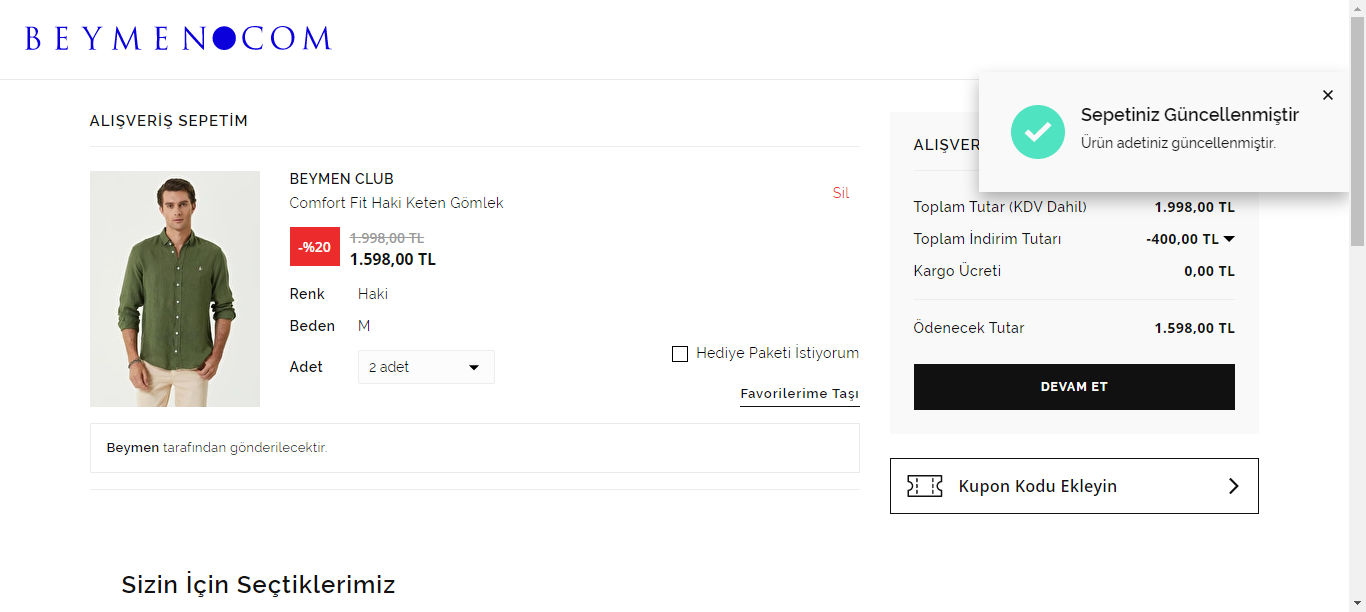 BEYMEN COM
Sepetiniz Güncellenmiştir
Ürün adetiniz güncellenmiştir.
ALIŞVERİŞ SEPETİM
BEYMEN CLUB
Comfort Fit Haki Keten Gömlek
Sil
-%20
1.998,00 TL
1.598,00 TL
Renk Haki
Beden M
Adet 2 adet
Hediye Paketi İstiyorum
Favorilerime Taşı
Beymen tarafından gönderilecektir.
ALIŞVER
Toplam Tutar (KDV Dahil) 1.998,00 TL
Toplam İndirim Tutarı -400,00 TL
Kargo Ücreti 0,00 TL
Ödenecek Tutar 1.598,00 TL
DEVAM ET
Kupon Kodu Ekleyin
Sizin İçin Seçtiklerimiz